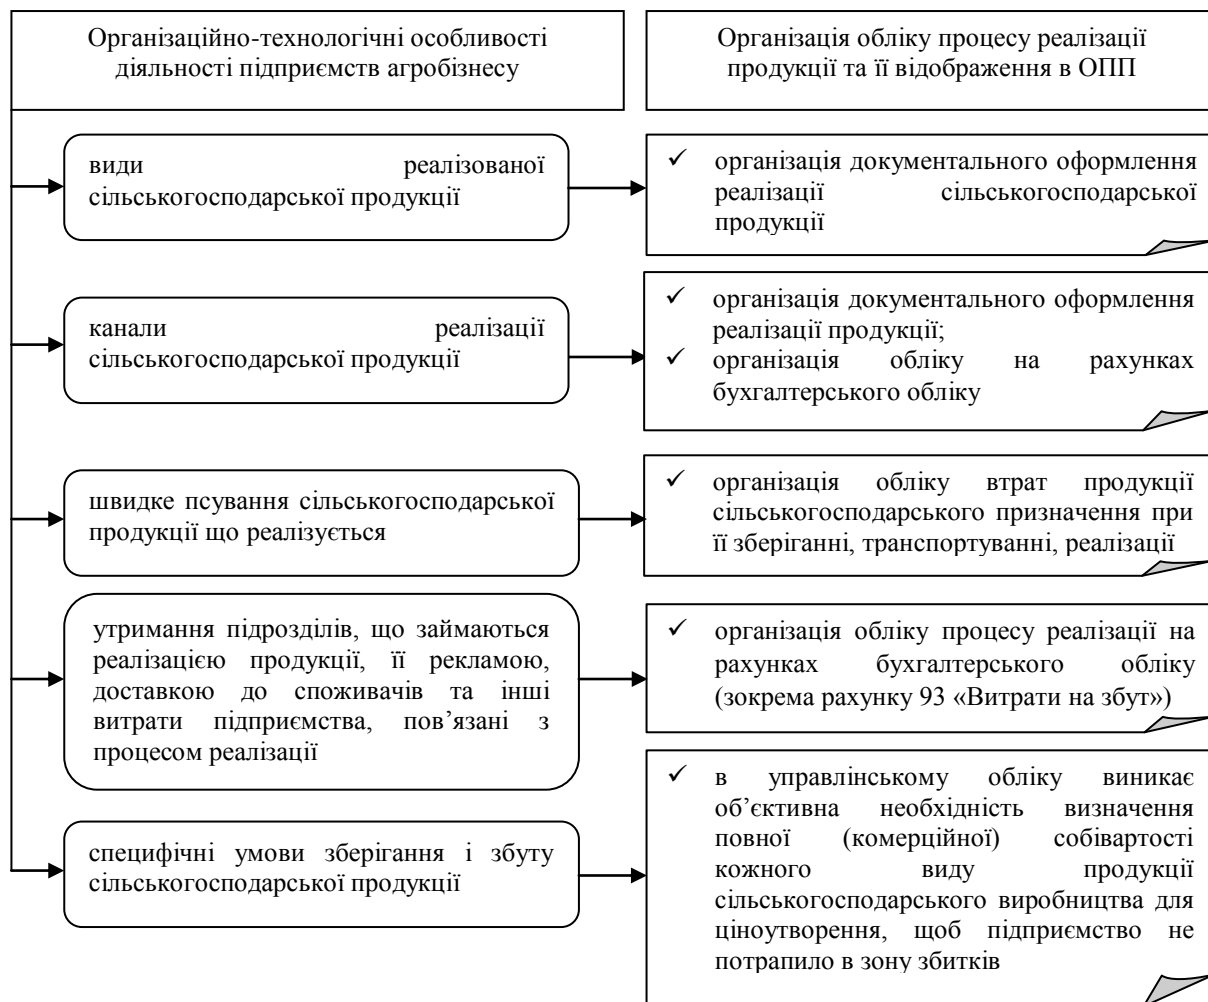 Організаційно-технологічні особливості
діяльності підприємств агробізнесу
Організація обліку процесу реалізації
продукції та її відображення в ОПП
види реалізованої
сільськогосподарської продукції
✓ організація документального оформлення
реалізації сільськогосподарської
продукції
канали реалізації
сільськогосподарської продукції
✓ організація документального оформлення
реалізації продукції;
✓ організація обліку на рахунках
бухгалтерського обліку
швидке псування сільськогосподарської
продукції що реалізується
✓ організація обліку втрат продукції
сільськогосподарського призначення при
її зберіганні, транспортуванні, реалізації
утримання підрозділів, що займаються
реалізацією продукції, її рекламою,
доставкою до споживачів та інші
витрати підприємства, пов’язані з
процесом реалізації
✓ організація обліку процесу реалізації на
рахунках бухгалтерського обліку
(зокрема рахунку 93 «Витрати на збут»)
специфічні умови зберігання і збуту
сільськогосподарської продукції
✓ в управлінському обліку виникає
об’єктивна необхідність визначення
повної (комерційної) собівартості
кожного виду продукції
сільськогосподарського виробництва для
ціноутворення, щоб підприємство не
потрапило в зону збитків